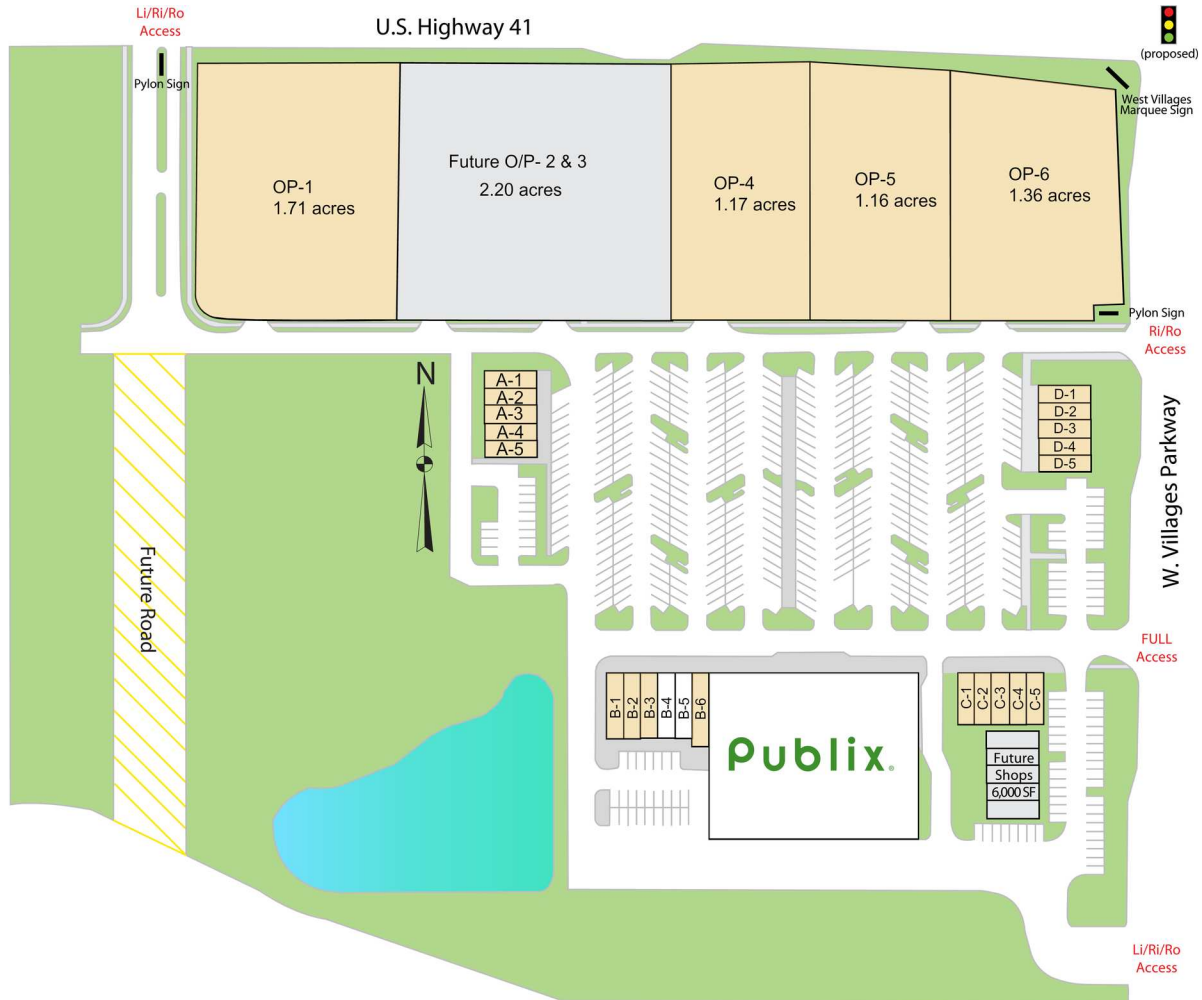 Li/Ri/Ro
Access
U.S. Highway 41
(proposed)
Pylon Sign
West Villages
Marquee Sign
OP-1
1.71 acres
Future O/P- 2 & 3
2.20 acres
OP-4
1.17 acres
OP-5
1.16 acres
OP-6
1.36 acres
Pylon Sign
Ri/Ro
Access
N
A-1
A-2
A-3
A-4
A-5
D-1
D-2
D-3
D-4
D-5
W. Villages Parkway
Future Road
FULL
Access
B-1
B-2
B-3
B-4
B-5
B-6
Publix.
C-1
C-2
C-3
C-4
C-5
Future
Shops
6,000 SF
Li/Ri/Ro
Access